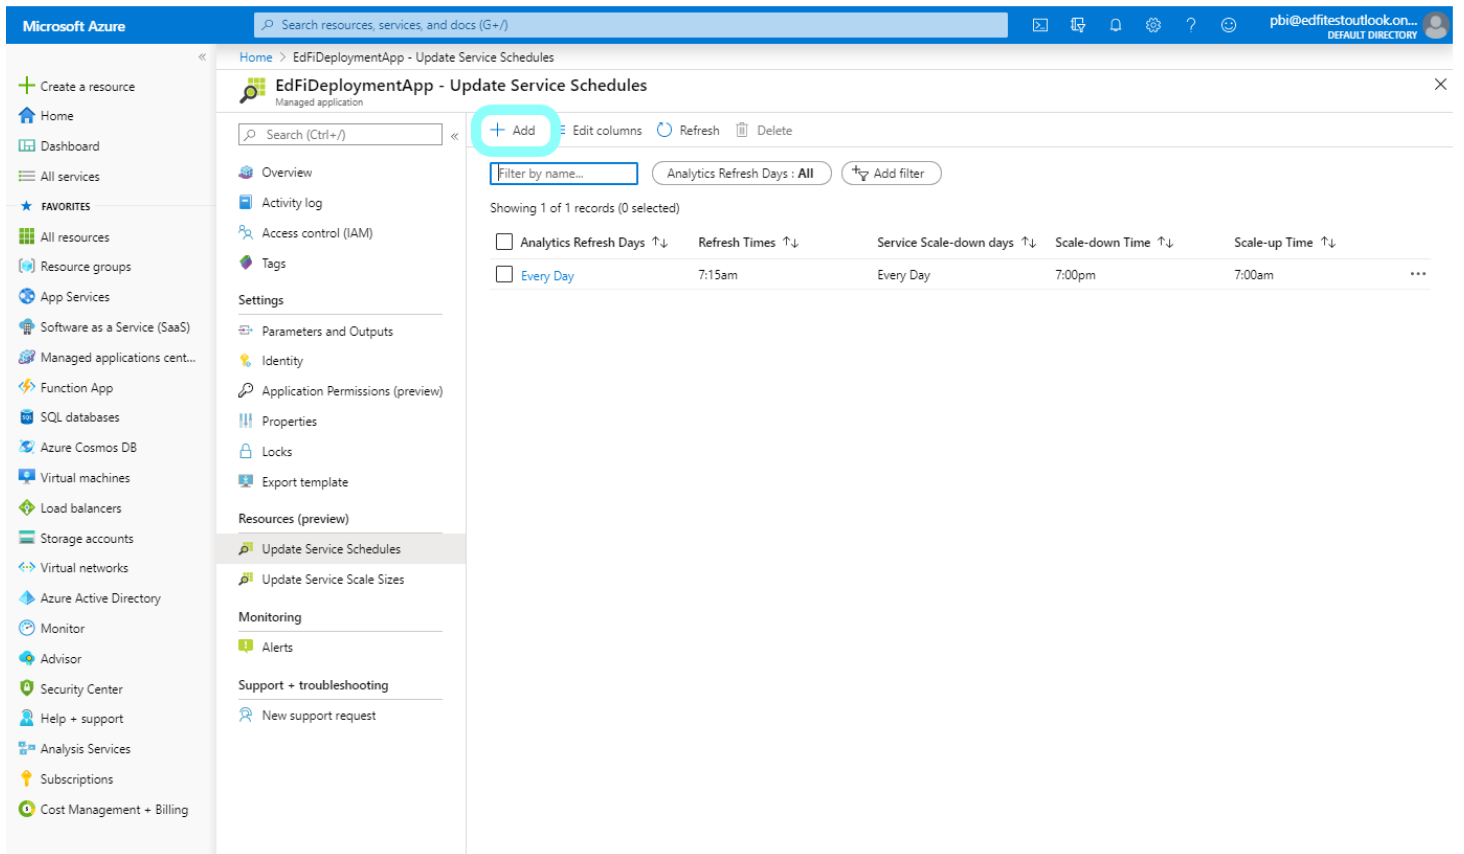 Microsoft Azure
Search resources, services, and docs (G+/)
pbi@edfitestoutlook.on...
DEFAULT DIRECTORY
«
Create a resource
Home
Dashboard
All services
FAVORITES
All resources
Resource groups
App Services
Software as a Service (SaaS)
Managed applications cent...
Function App
SQL databases
Azure Cosmos DB
Virtual machines
Load balancers
Storage accounts
Virtual networks
Azure Active Directory
Monitor
Advisor
Security Center
Help + support
Analysis Services
Subscriptions
Cost Management + Billing
Home > EdFiDeploymentApp - Update Service Schedules
EdFiDeploymentApp - Update Service Schedules
Managed application
Search (Ctrl+/)
«
Overview
Activity log
Access control (IAM)
Tags
Settings
Parameters and Outputs
Identity
Application Permissions (preview)
Properties
Locks
Export template
Resources (preview)
Update Service Schedules
Update Service Scale Sizes
Monitoring
Alerts
Support + troubleshooting
New support request
+ Add Edit columns Refresh Delete
Filter by name... Analytics Refresh Days : All Add filter
Showing 1 of 1 records (0 selected)
Analytics Refresh Days ↑↓ Refresh Times ↑↓ Service Scale-down days ↑↓ Scale-down Time ↑↓ Scale-up Time ↑↓
Every Day 7:15am Every Day 7:00pm 7:00am ...